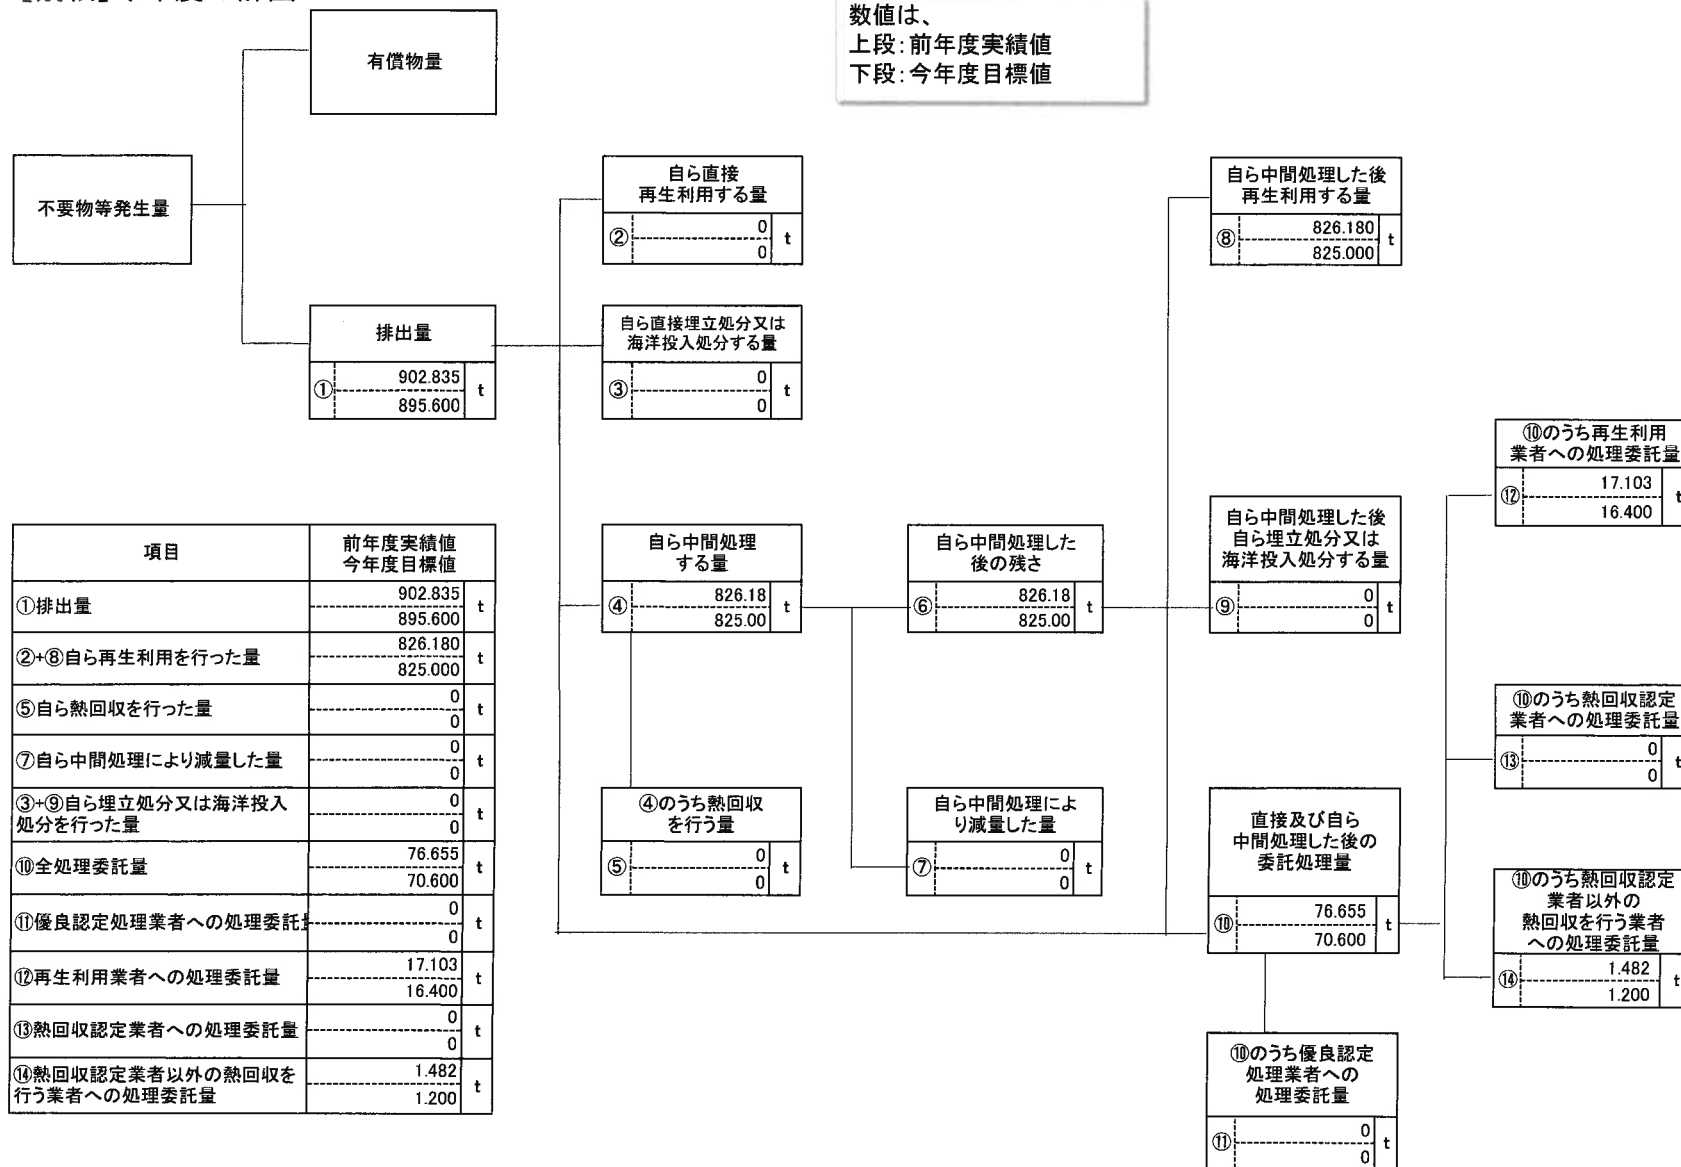 数値は、
上段：前年度実績値
下段：今年度目標値
有償物量
不要物等発生量
排出量
①
902.835
895.600
t
自ら直接
再生利用する量
②
0
0
t
自ら直接埋立処分又は
海洋投入処分する量
③
0
0
t
自ら中間処理
する量
④
826.18
825.00
t
④のうち熱回収
を行う量
⑤
0
0
t
自ら中間処理した
後の残さ
⑥
826.18
825.00
t
自ら中間処理によ
り減量した量
⑦
0
0
t
自ら中間処理した後
再生利用する量
⑧
826.180
825.000
t
自ら中間処理した後
自ら埋立処分又は
海洋投入処分する量
⑨
0
0
t
直接及び自ら
中間処理した後の
委託処理量
⑩
76.655
70.600
t
⑩のうち優良認定
処理業者への
処理委託量
⑪
0
0
t
⑩のうち再生利用
業者への処理委託量
⑫
17.103
16.400
t
⑩のうち熱回収認定
業者への処理委託量
⑬
0
0
t
⑩のうち熱回収認定
業者以外の
熱回収を行う業者
への処理委託量
⑭
1.482
1.200
t
項目
前年度実績値
今年度目標値
①排出量
902.835
895.600
t
②+⑧自ら再生利用を行った量
826.180
825.000
t
⑤自ら熱回収を行った量
0
0
t
⑦自ら中間処理により減量した量
0
0
t
③+⑨自ら埋立処分又は海洋投入
処分を行った量
0
0
t
⑩全処理委託量
76.655
70.600
t
⑪優良認定処理業者への処理委託
0
0
t
⑫再生利用業者への処理委託量
17.103
16.400
t
⑬熱回収認定業者への処理委託量
0
0
t
⑭熱回収認定業者以外の熱回収を
行う業者への処理委託量
1.482
1.200
t